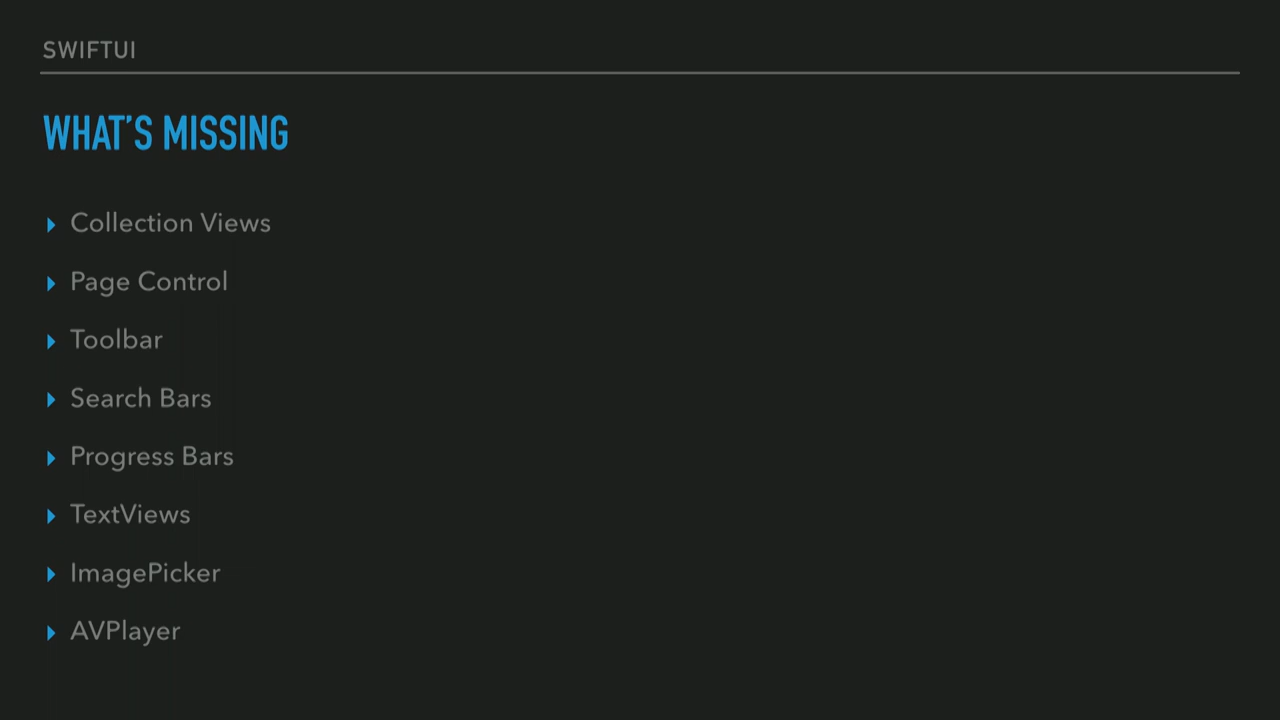 SWIFTUI
WHAT'S MISSING
Collection Views
Page Control
Toolbar
Search Bars
Progress Bars
TextViews
ImagePicker
AVPlayer